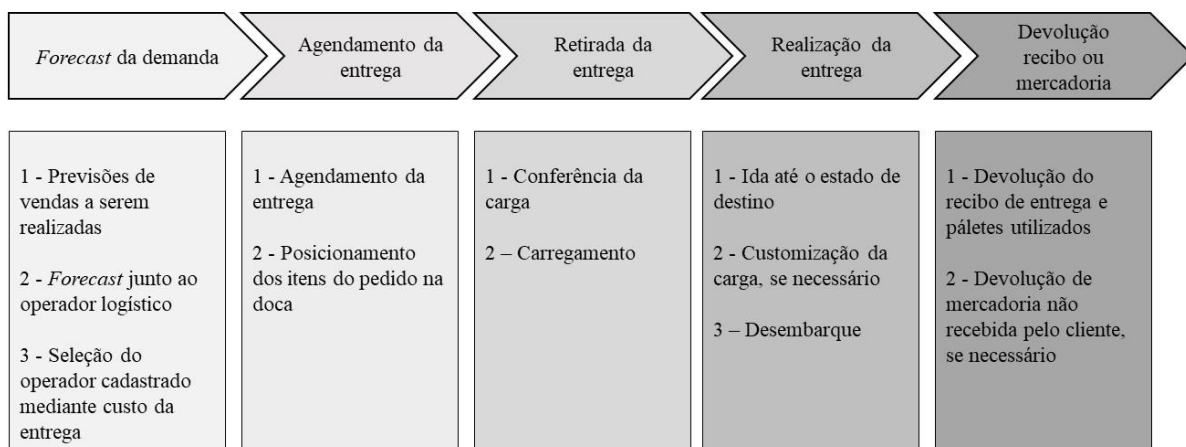 Forecast da demanda
Agendamento da
entrega
Retirada da
entrega
Realização da
entrega
Devolução
recibo ou
mercadoria
1 - Previsões de
vendas a serem
realizadas
2 - Forecast junto ao
operador logístico
3 - Seleção do
operador cadastrado
mediante custo da
entrega
1 - Agendamento da
entrega
2 - Posicionamento
dos itens do pedido na
doca
1 - Conferência da
carga
2 – Carregamento
1 - Ida até o estado de
destino
2 - Customização da
carga, se necessário
3 – Desembarque
1 - Devolução do
recibo de entrega e
páletes utilizados
2 - Devolução de
mercadoria não
recebida pelo cliente,
se necessário